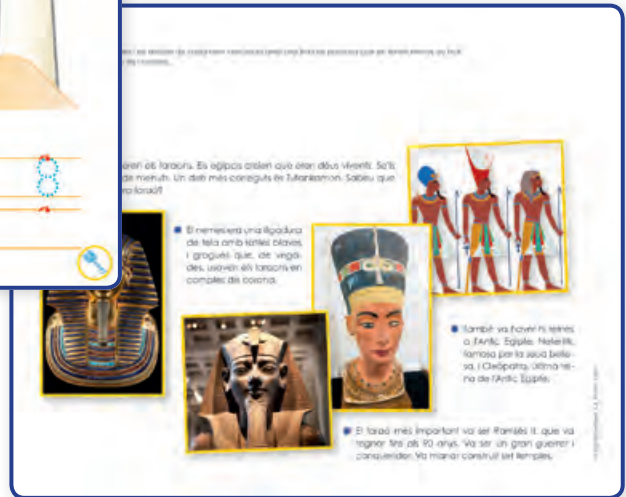 eren els faraons. Els egipcis creien que eren déus vivents. Se'ls
de menuts. Un dels més coneguts és Tutankamon. Sabeu que
faraó?
El nemes era una lligadura
de tela amb ratlles blaves
i grogues que, de vega-
des, usaven els faraons en
comptes de corona.
També va haver-hi reines
a l'Antic Egipte: Nefertiti,
famosa per la seua belle-
sa, i Cleòpatra, última rei-
na de l'Antic Egipte.
El faraó més important va ser Ramsés II, que va
regnar fins als 90 anys. Va ser un gran guerrer i
conqueridor. Va manar construir set temples.
8